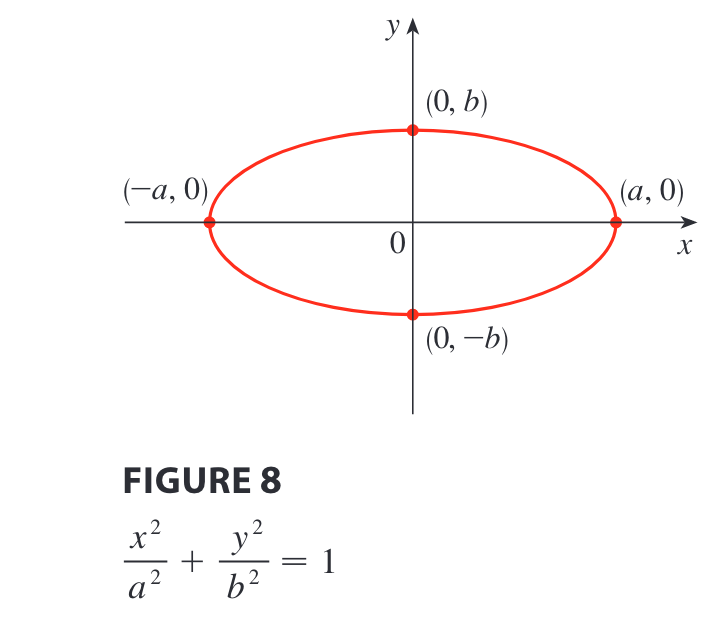 y
(0, b)
(−a, 0)
(a, 0)
0
x
(0, −b)
FIGURE 8
x²/a² + y²/b² = 1